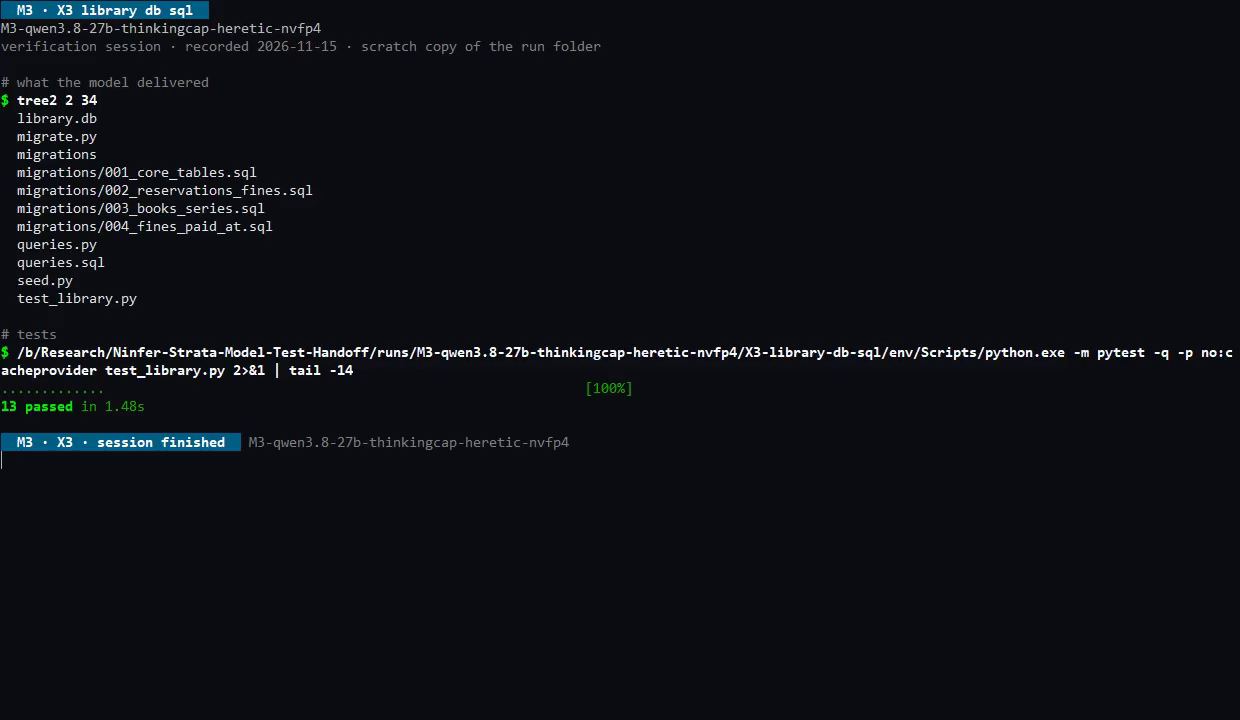 M3 · X3 library db sql
M3-qwen3.8-27b-thinkingcap-heretic-nvfp4
verification session · recorded 2026-11-15 · scratch copy of the run folder
# what the model delivered
$ tree2 2 34
library.db
migrate.py
migrations
migrations/001_core_tables.sql
migrations/002_reservations_fines.sql
migrations/003_books_series.sql
migrations/004_fines_paid_at.sql
queries.py
queries.sql
seed.py
test_library.py
# tests
$ /b/Research/Ninfer-Strata-Model-Test-Handoff/runs/M3-qwen3.8-27b-thinkingcap-heretic-nvfp4/X3-library-db-sql/env/Scripts/python.exe -m pytest -q -p no:c
acheprovider test_library.py 2>&1 | tail -14
............. [100%]
13 passed in 1.48s
M3 · X3 · session finished M3-qwen3.8-27b-thinkingcap-heretic-nvfp4